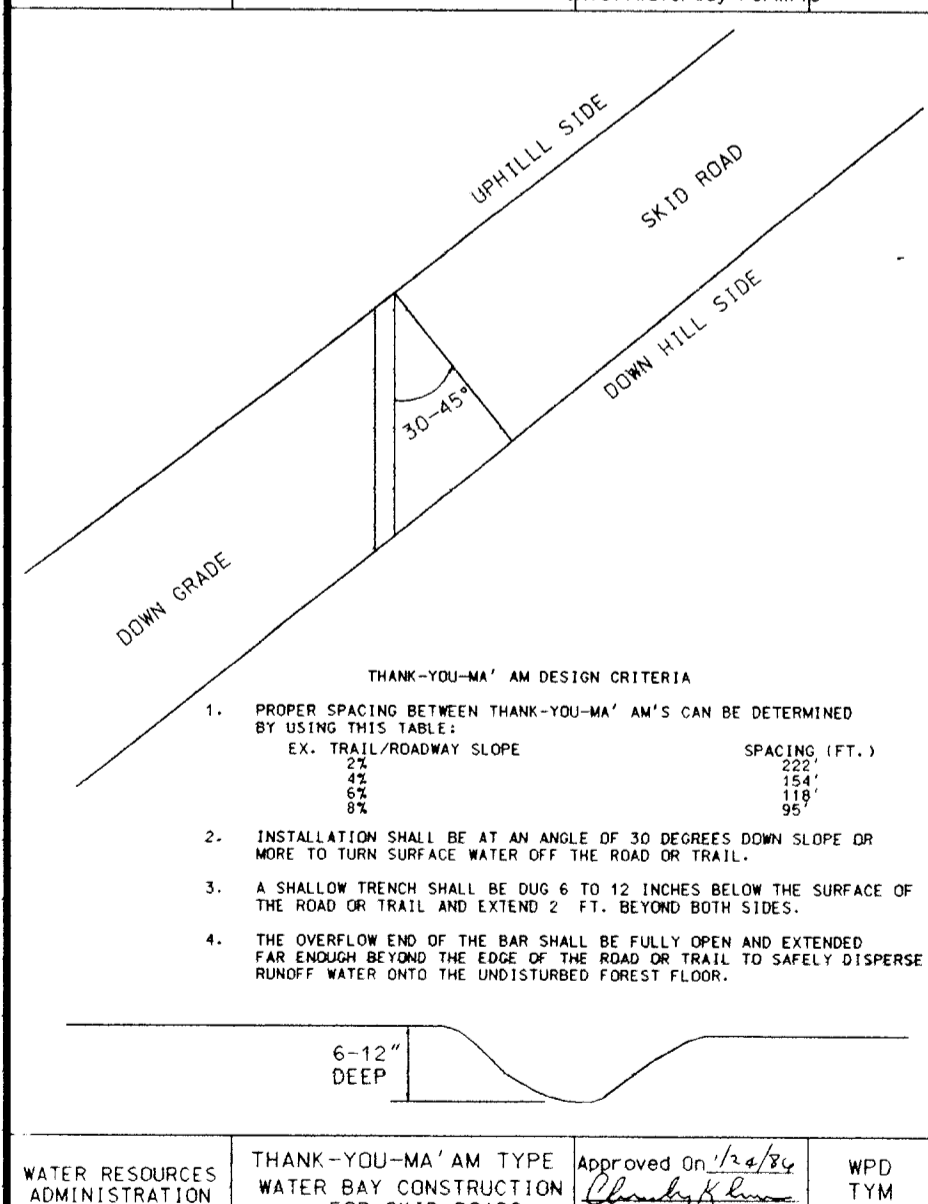 UPHILLL SIDE
SKID ROAD
DOWN HILL SIDE
30-45°
DOWN GRADE
THANK-YOU-MA' AM DESIGN CRITERIA
1. PROPER SPACING BETWEEN THANK-YOU-MA' AM'S CAN BE DETERMINED
BY USING THIS TABLE:
EX. TRAIL/ROADWAY SLOPE SPACING (FT.)
2% 222'
4% 154'
6% 118'
8% 95'
2. INSTALLATION SHALL BE AT AN ANGLE OF 30 DEGREES DOWN SLOPE OR
MORE TO TURN SURFACE WATER OFF THE ROAD OR TRAIL.
3. A SHALLOW TRENCH SHALL BE DUG 6 TO 12 INCHES BELOW THE SURFACE OF
THE ROAD OR TRAIL AND EXTEND 2 FT. BEYOND BOTH SIDES.
4. THE OVERFLOW END OF THE BAR SHALL BE FULLY OPEN AND EXTENDED
FAR ENOUGH BEYOND THE EDGE OF THE ROAD OR TRAIL TO SAFELY DISPERSE
RUNOFF WATER ONTO THE UNDISTURBED FOREST FLOOR.
6-12"
DEEP
WATER RESOURCES
ADMINISTRATION
THANK-YOU-MA' AM TYPE
WATER BAY CONSTRUCTION
FOR SKID ROADS
Approved On 1/24/86
WPD
TYM